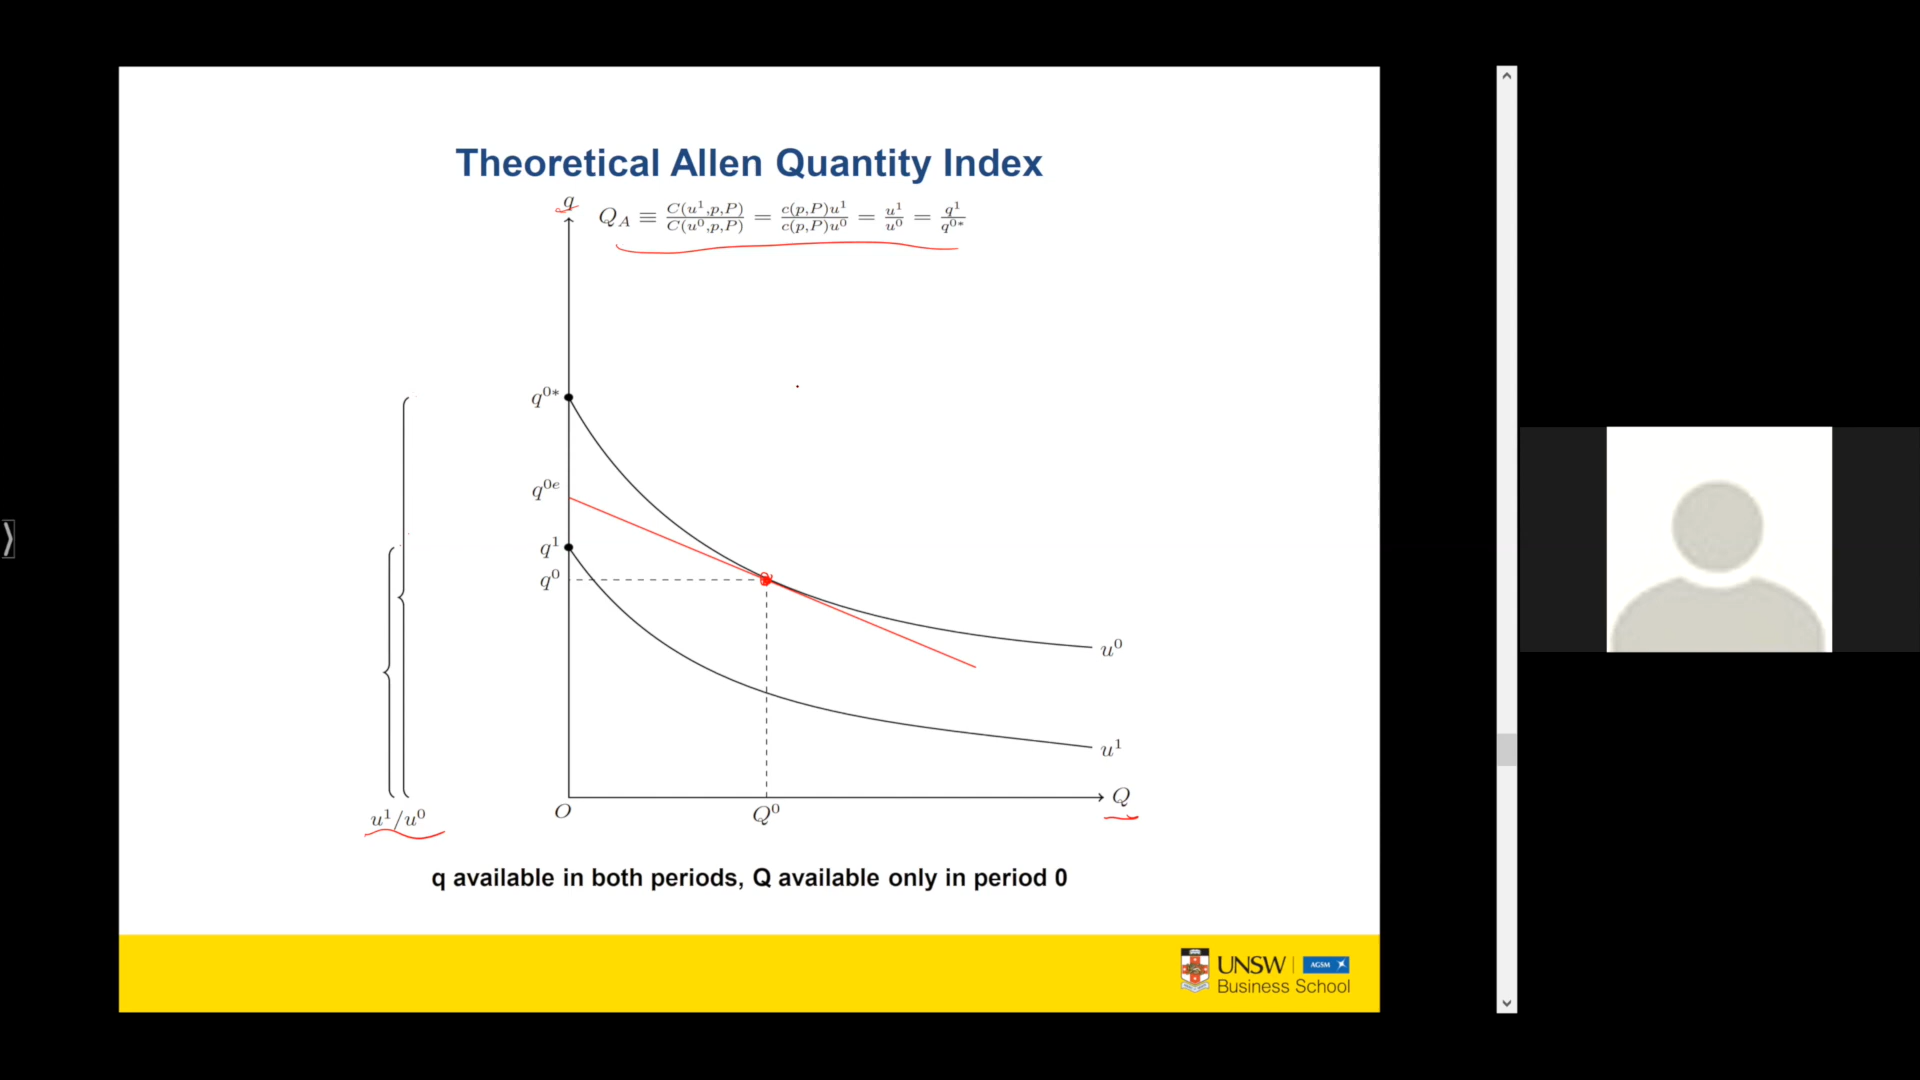 Theoretical Allen Quantity Index
q
Q_A ≡ C(u¹,p,P)/C(u⁰,p,P) = c(p,P)u¹/c(p,P)u⁰ = u¹/u⁰ = q¹/q⁰*
q⁰*
q⁰ᵉ
q¹
q⁰
u⁰
u¹
O
Q⁰
Q
u¹/u⁰
q available in both periods, Q available only in period 0
UNSW AGSM
Business School